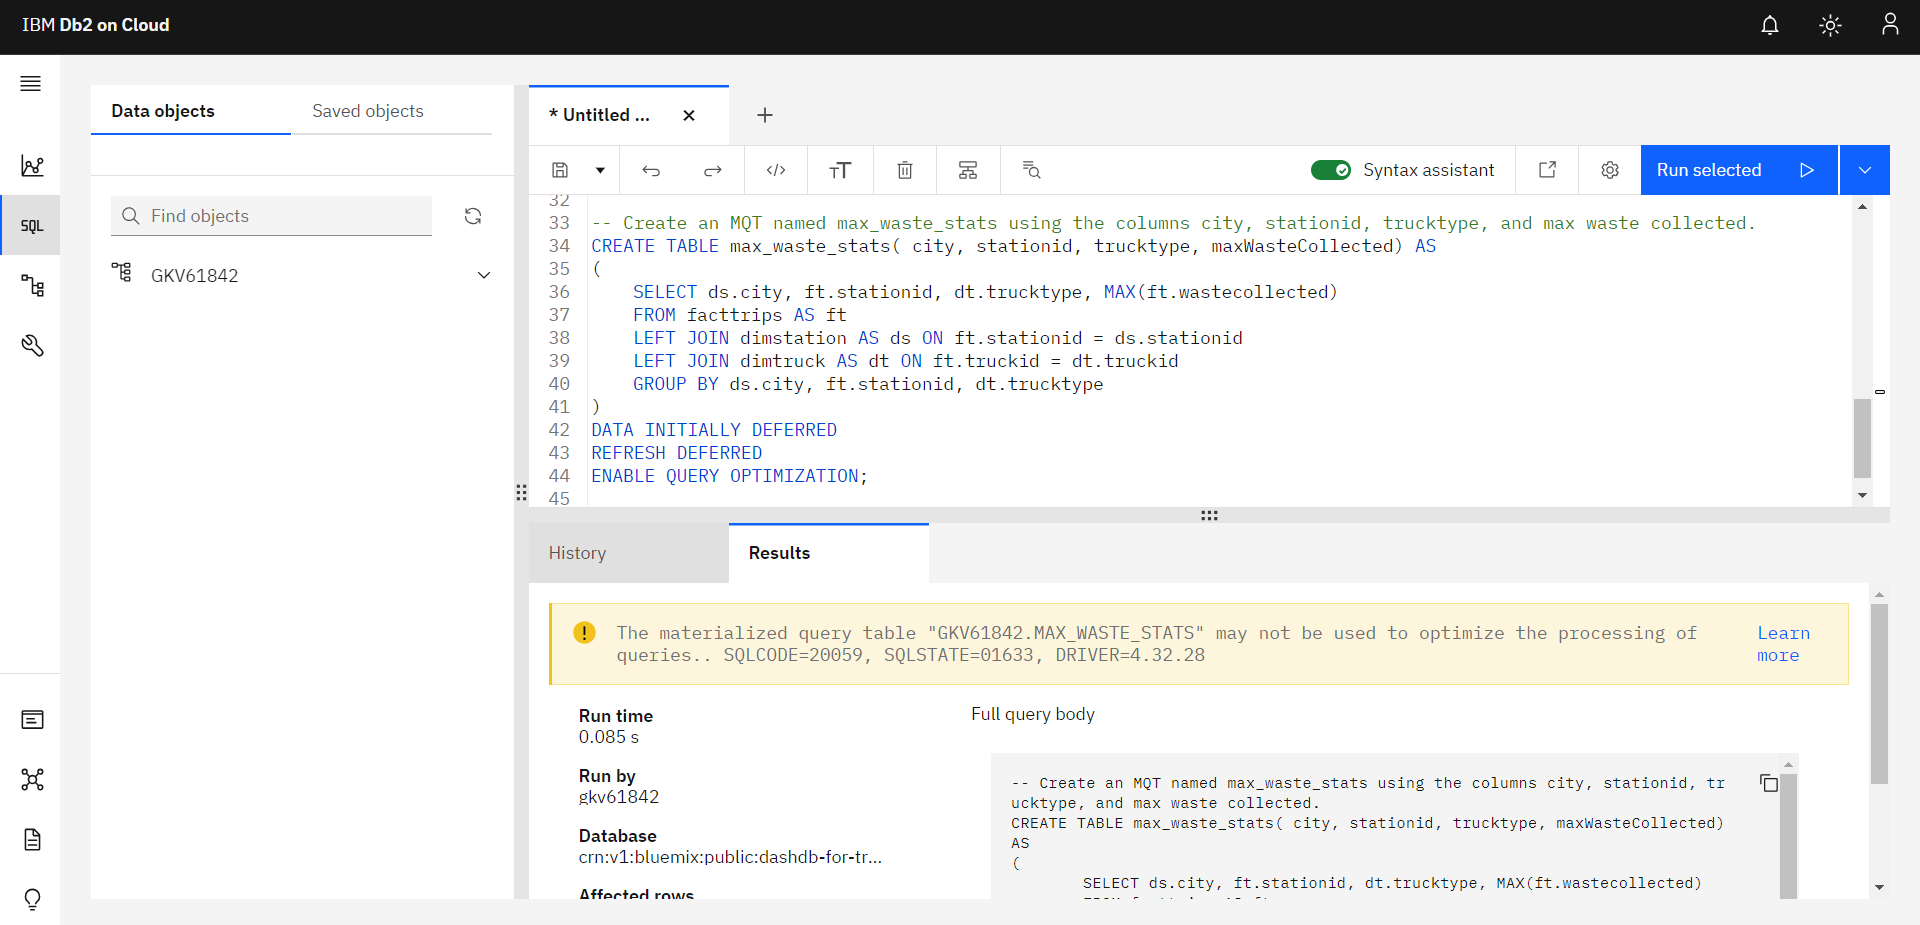 IBM Db2 on Cloud
Data objects
Saved objects
* Untitled ...
Syntax assistant
Run selected
SQL
Find objects
GKV61842
32
33 -- Create an MQT named max_waste_stats using the columns city, stationid, trucktype, and max waste collected.
34 CREATE TABLE max_waste_stats( city, stationid, trucktype, maxWasteCollected) AS
35 (
36 SELECT ds.city, ft.stationid, dt.trucktype, MAX(ft.wastecollected)
37 FROM facttrips AS ft
38 LEFT JOIN dimstation AS ds ON ft.stationid = ds.stationid
39 LEFT JOIN dimtruck AS dt ON ft.truckid = dt.truckid
40 GROUP BY ds.city, ft.stationid, dt.trucktype
41 )
42 DATA INITIALLY DEFERRED
43 REFRESH DEFERRED
44 ENABLE QUERY OPTIMIZATION;
45
History
Results
The materialized query table "GKV61842.MAX_WASTE_STATS" may not be used to optimize the processing of
queries.. SQLCODE=20059, SQLSTATE=01633, DRIVER=4.32.28
Learn
more
Run time
0.085 s
Run by
gkv61842
Database
crn:v1:bluemix:public:dashdb-for-tr...
Affected rows
Full query body
-- Create an MQT named max_waste_stats using the columns city, stationid, tr
ucktype, and max waste collected.
CREATE TABLE max_waste_stats( city, stationid, trucktype, maxWasteCollected)
AS
(
SELECT ds.city, ft.stationid, dt.trucktype, MAX(ft.wastecollected)